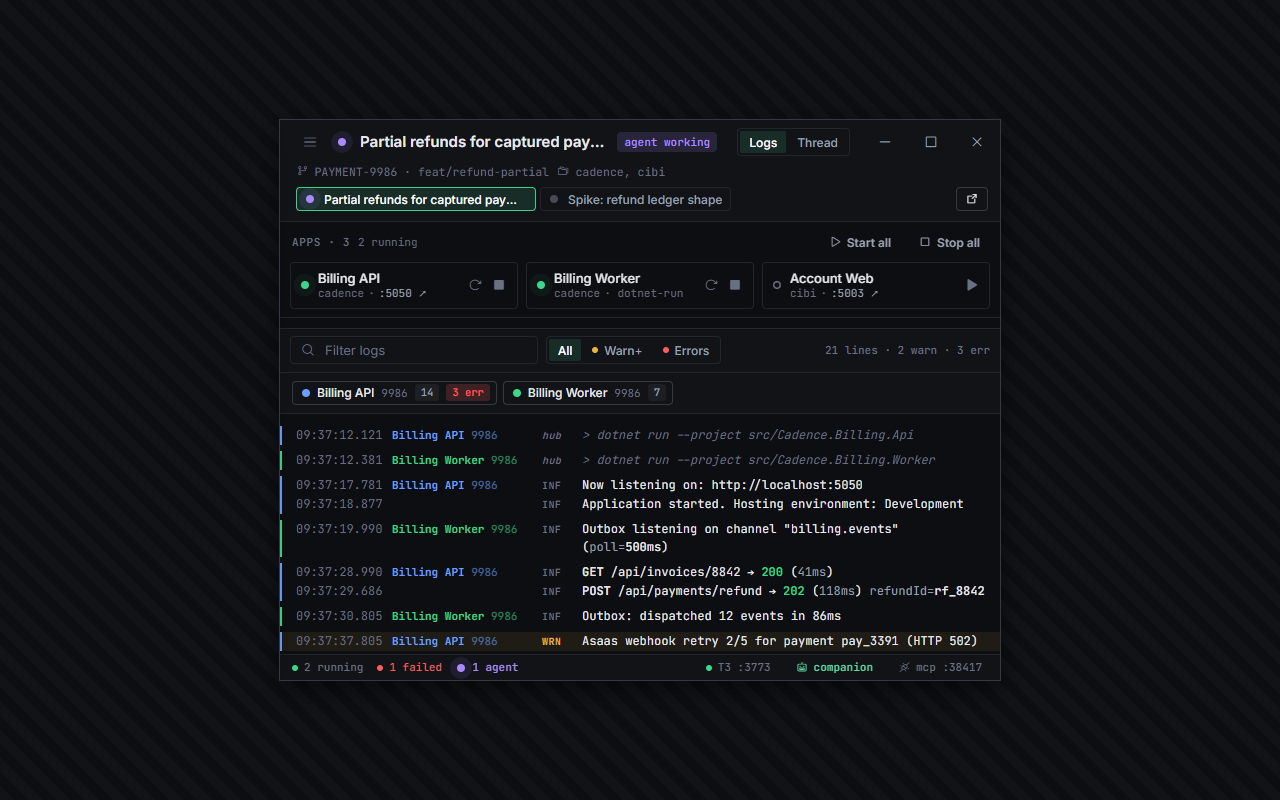 Partial refunds for captured pay... agent working Logs Thread
PAYMENT-9986 · feat/refund-partial cadence, cibi
Partial refunds for captured pay... Spike: refund ledger shape
APPS · 3 2 running Start all Stop all
Billing API
cadence · :5050 ↗
Billing Worker
cadence · dotnet-run
Account Web
cibi · :5003 ↗
Filter logs All Warn+ Errors 21 lines · 2 warn · 3 err
Billing API 9986 14 3 err Billing Worker 9986 7
09:37:12.121 Billing API 9986 hub > dotnet run --project src/Cadence.Billing.Api
09:37:12.381 Billing Worker 9986 hub > dotnet run --project src/Cadence.Billing.Worker
09:37:17.781 Billing API 9986 INF Now listening on: http://localhost:5050
09:37:18.877 INF Application started. Hosting environment: Development
09:37:19.990 Billing Worker 9986 INF Outbox listening on channel "billing.events"
(poll=500ms)
09:37:28.990 Billing API 9986 INF GET /api/invoices/8842 → 200 (41ms)
09:37:29.686 INF POST /api/payments/refund → 202 (118ms) refundId=rf_8842
09:37:30.805 Billing Worker 9986 INF Outbox: dispatched 12 events in 86ms
09:37:37.805 Billing API 9986 WRN Asaas webhook retry 2/5 for payment pay_3391 (HTTP 502)
2 running 1 failed 1 agent T3 :3773 companion mcp :38417